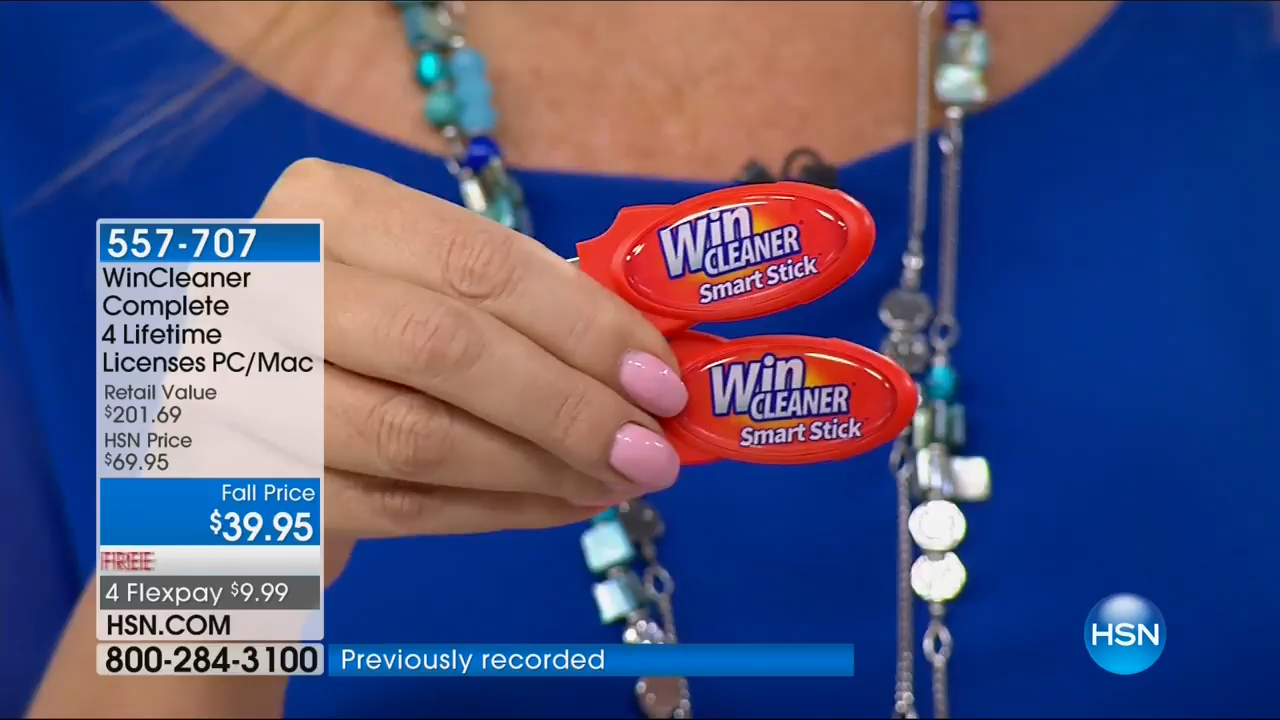 557-707
WinCleaner
Complete
4 Lifetime
Licenses PC/Mac
Retail Value
$201.69
HSN Price
$69.95
Fall Price
$39.95
FREE
4 Flexpay $9.99
HSN.COM
800-284-3100
Previously recorded
Win
CLEANER
Smart Stick
Win
CLEANER
Smart Stick
HSN